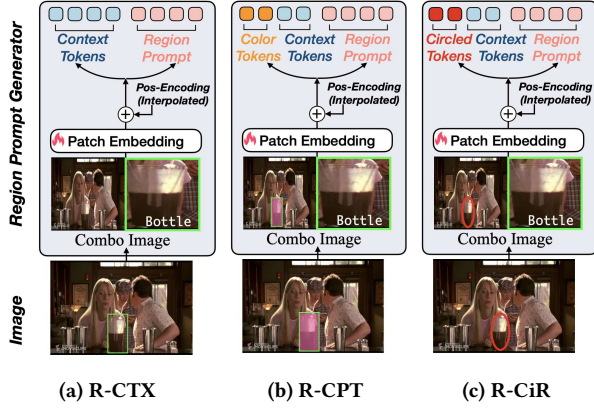 Region Prompt Generator
Image
Context
Tokens
Region
Prompt
Pos-Encoding
(Interpolated)
Patch Embedding
Bottle
Combo Image
(a) R-CTX
Color
Tokens
Context
Tokens
Region
Prompt
Pos-Encoding
(Interpolated)
Patch Embedding
Bottle
Combo Image
(b) R-CPT
Circled
Tokens
Context
Tokens
Region
Prompt
Pos-Encoding
(Interpolated)
Patch Embedding
Bottle
Combo Image
(c) R-CiR